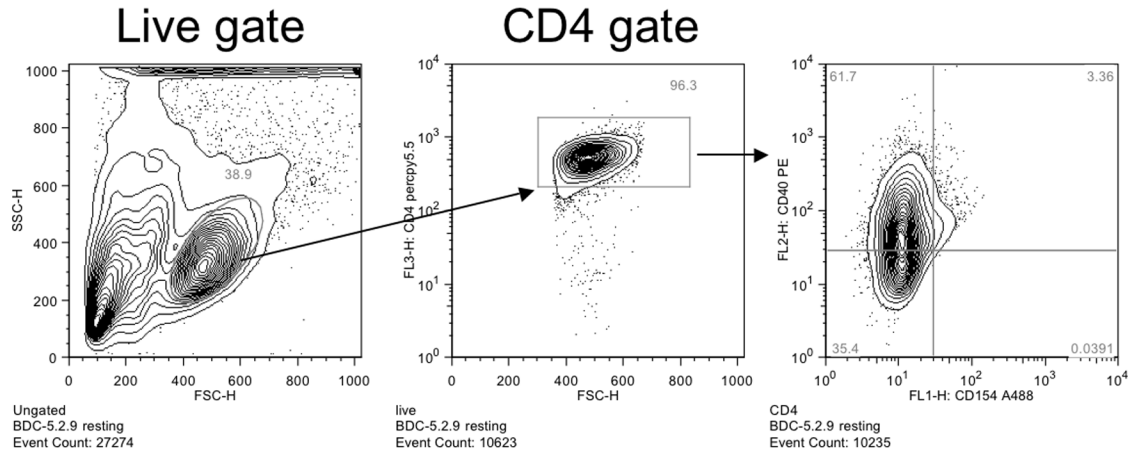 Live gate
CD4 gate
1000
800
600
400
200
0
SSC-H
38.9
0 200 400 600 800 1000
FSC-H
Ungated
BDC-5.2.9 resting
Event Count: 27274
10^4
10^3
10^2
10^1
10^0
FL3-H: CD4 percpy5.5
96.3
0 200 400 600 800 1000
FSC-H
live
BDC-5.2.9 resting
Event Count: 10623
10^4
10^3
10^2
10^1
10^0
FL2-H: CD40 PE
61.7 3.36
35.4 0.0391
10^0 10^1 10^2 10^3 10^4
FL1-H: CD154 A488
CD4
BDC-5.2.9 resting
Event Count: 10235